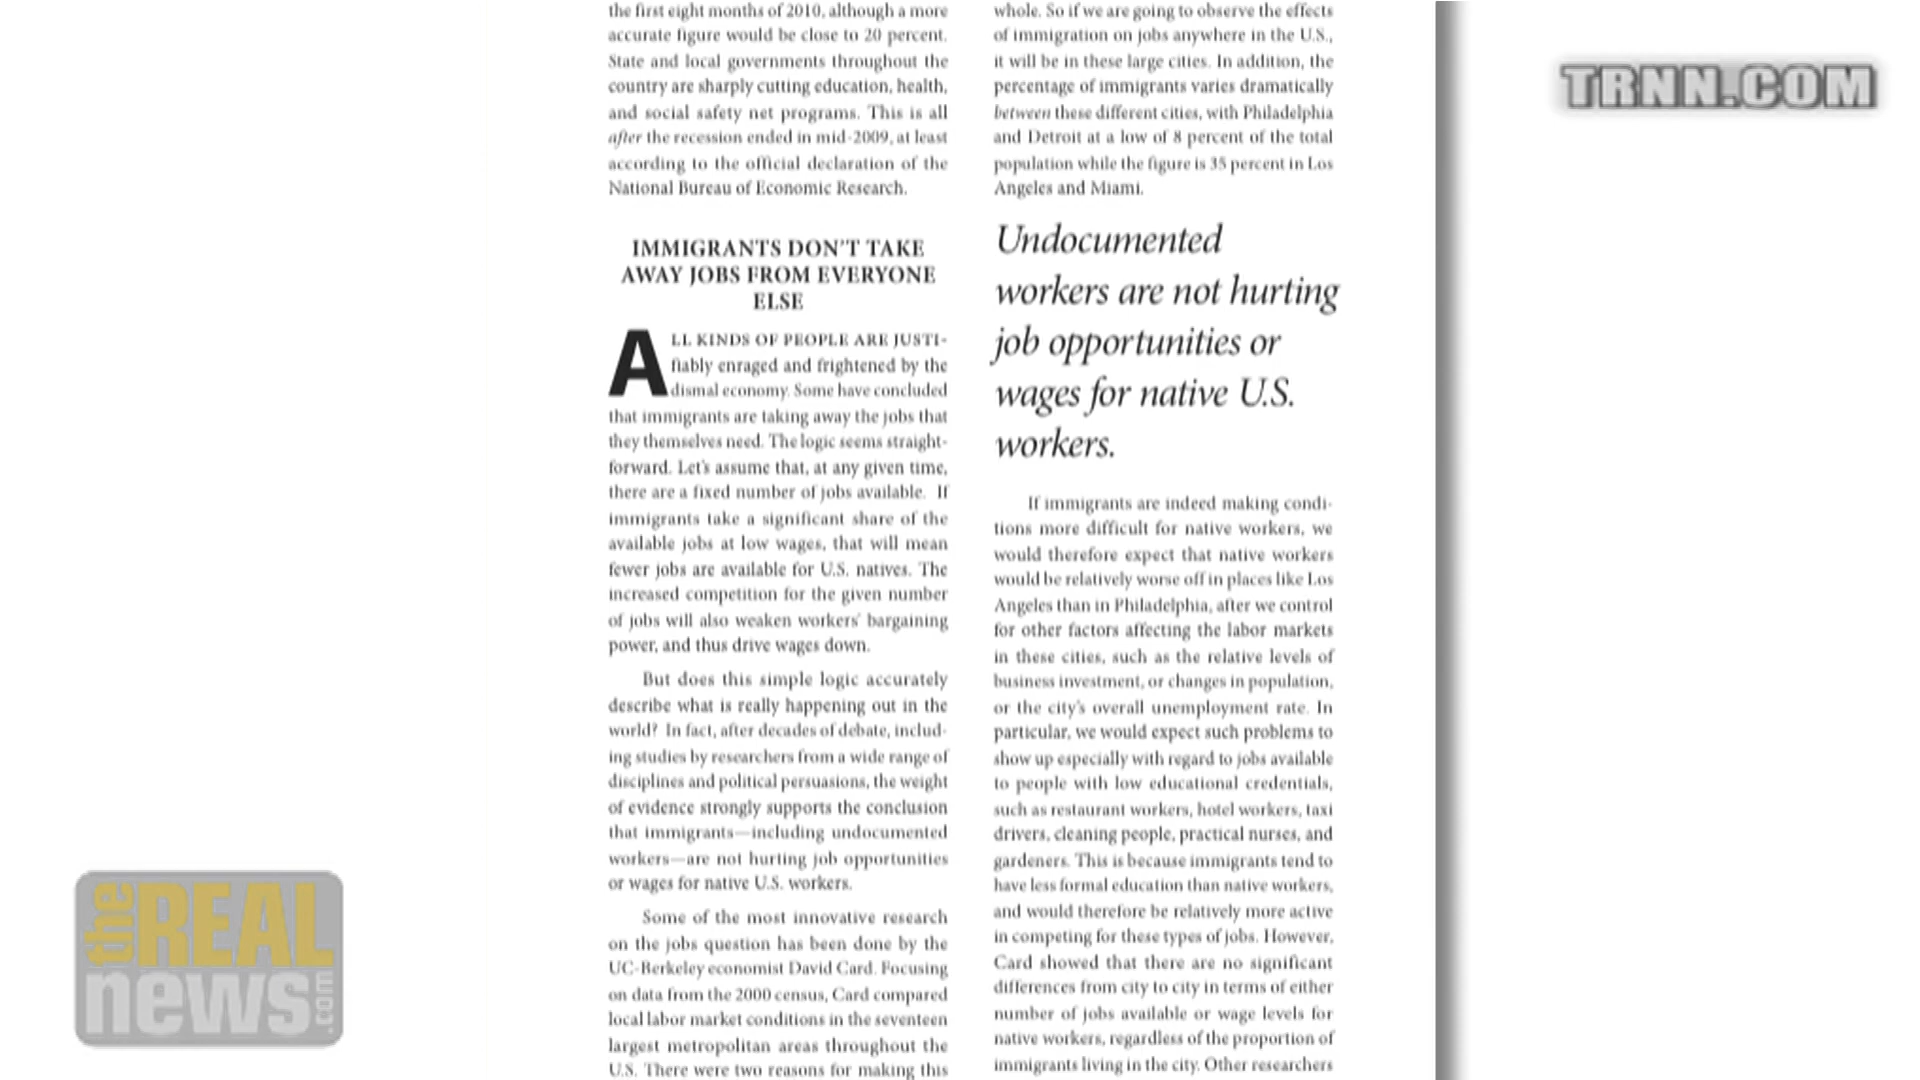 the first eight months of 2010, although a more
accurate figure would be close to 20 percent.
State and local governments throughout the
country are sharply cutting education, health,
and social safety net programs. This is all
after the recession ended in mid-2009, at least
according to the official declaration of the
National Bureau of Economic Research.
IMMIGRANTS DON'T TAKE
AWAY JOBS FROM EVERYONE
ELSE
ALL KINDS OF PEOPLE ARE JUSTI-
fiably enraged and frightened by the
dismal economy. Some have concluded
that immigrants are taking away the jobs that
they themselves need. The logic seems straight-
forward. Let's assume that, at any given time,
there are a fixed number of jobs available. If
immigrants take a significant share of the
available jobs at low wages, that will mean
fewer jobs are available for U.S. natives. The
increased competition for the given number
of jobs will also weaken workers' bargaining
power, and thus drive wages down.
But does this simple logic accurately
describe what is really happening out in the
world? In fact, after decades of debate, includ-
ing studies by researchers from a wide range of
disciplines and political persuasions, the weight
of evidence strongly supports the conclusion
that immigrants—including undocumented
workers—are not hurting job opportunities
or wages for native U.S. workers.
Some of the most innovative research
on the jobs question has been done by the
UC-Berkeley economist David Card. Focusing
on data from the 2000 census, Card compared
local labor market conditions in the seventeen
largest metropolitan areas throughout the
U.S. There were two reasons for making this
whole. So if we are going to observe the effects
of immigration on jobs anywhere in the U.S.,
it will be in these large cities. In addition, the
percentage of immigrants varies dramatically
between these different cities, with Philadelphia
and Detroit at a low of 8 percent of the total
population while the figure is 35 percent in Los
Angeles and Miami.
Undocumented
workers are not hurting
job opportunities or
wages for native U.S.
workers.
If immigrants are indeed making condi-
tions more difficult for native workers, we
would therefore expect that native workers
would be relatively worse off in places like Los
Angeles than in Philadelphia, after we control
for other factors affecting the labor markets
in these cities, such as the relative levels of
business investment, or changes in population,
or the city's overall unemployment rate. In
particular, we would expect such problems to
show up especially with regard to jobs available
to people with low educational credentials,
such as restaurant workers, hotel workers, taxi
drivers, cleaning people, practical nurses, and
gardeners. This is because immigrants tend to
have less formal education than native workers,
and would therefore be relatively more active
in competing for these types of jobs. However,
Card showed that there are no significant
differences from city to city in terms of either
number of jobs available or wage levels for
native workers, regardless of the proportion of
immigrants living in the city. Other researchers
TRNN.COM
the REAL
news.com